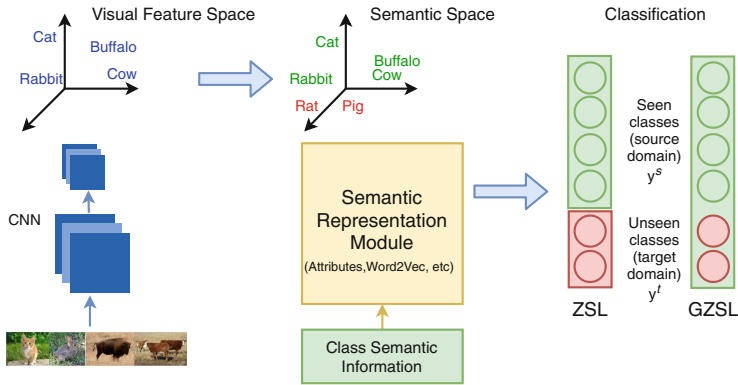 Visual Feature Space
Semantic Space
Classification
Cat
Buffalo
Rabbit
Cow
Cat
Buffalo
Rabbit
Cow
Rat
Pig
CNN
Semantic
Representation
Module
(Attributes,Word2Vec, etc)
Class Semantic
Information
Seen
classes
(source
domain)
y^s
Unseen
classes
(target
domain)
y^t
ZSL
GZSL